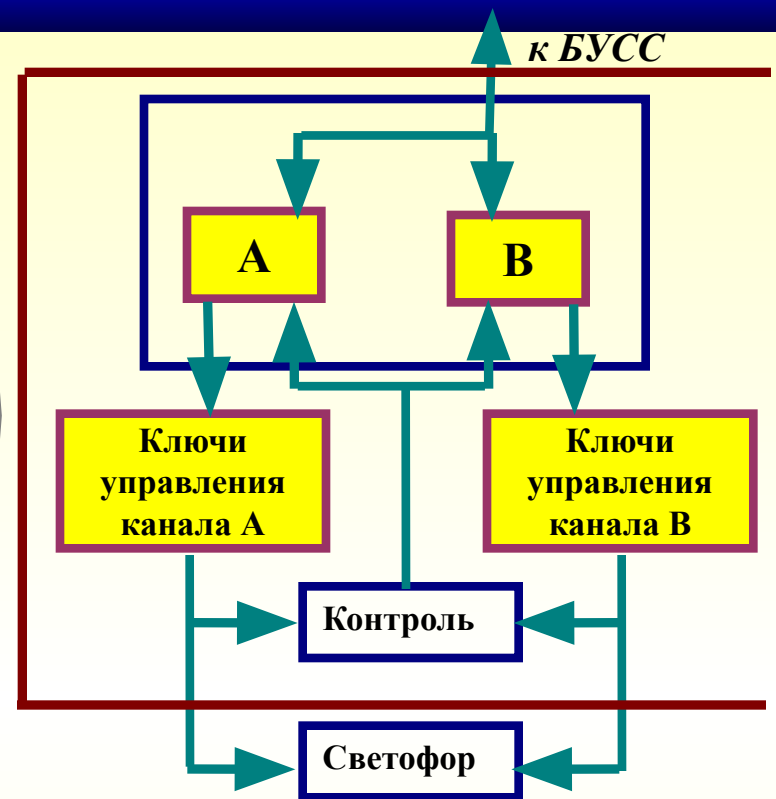 к БУСС
А
В
Ключи
управления
канала А
Ключи
управления
канала В
Контроль
Светофор